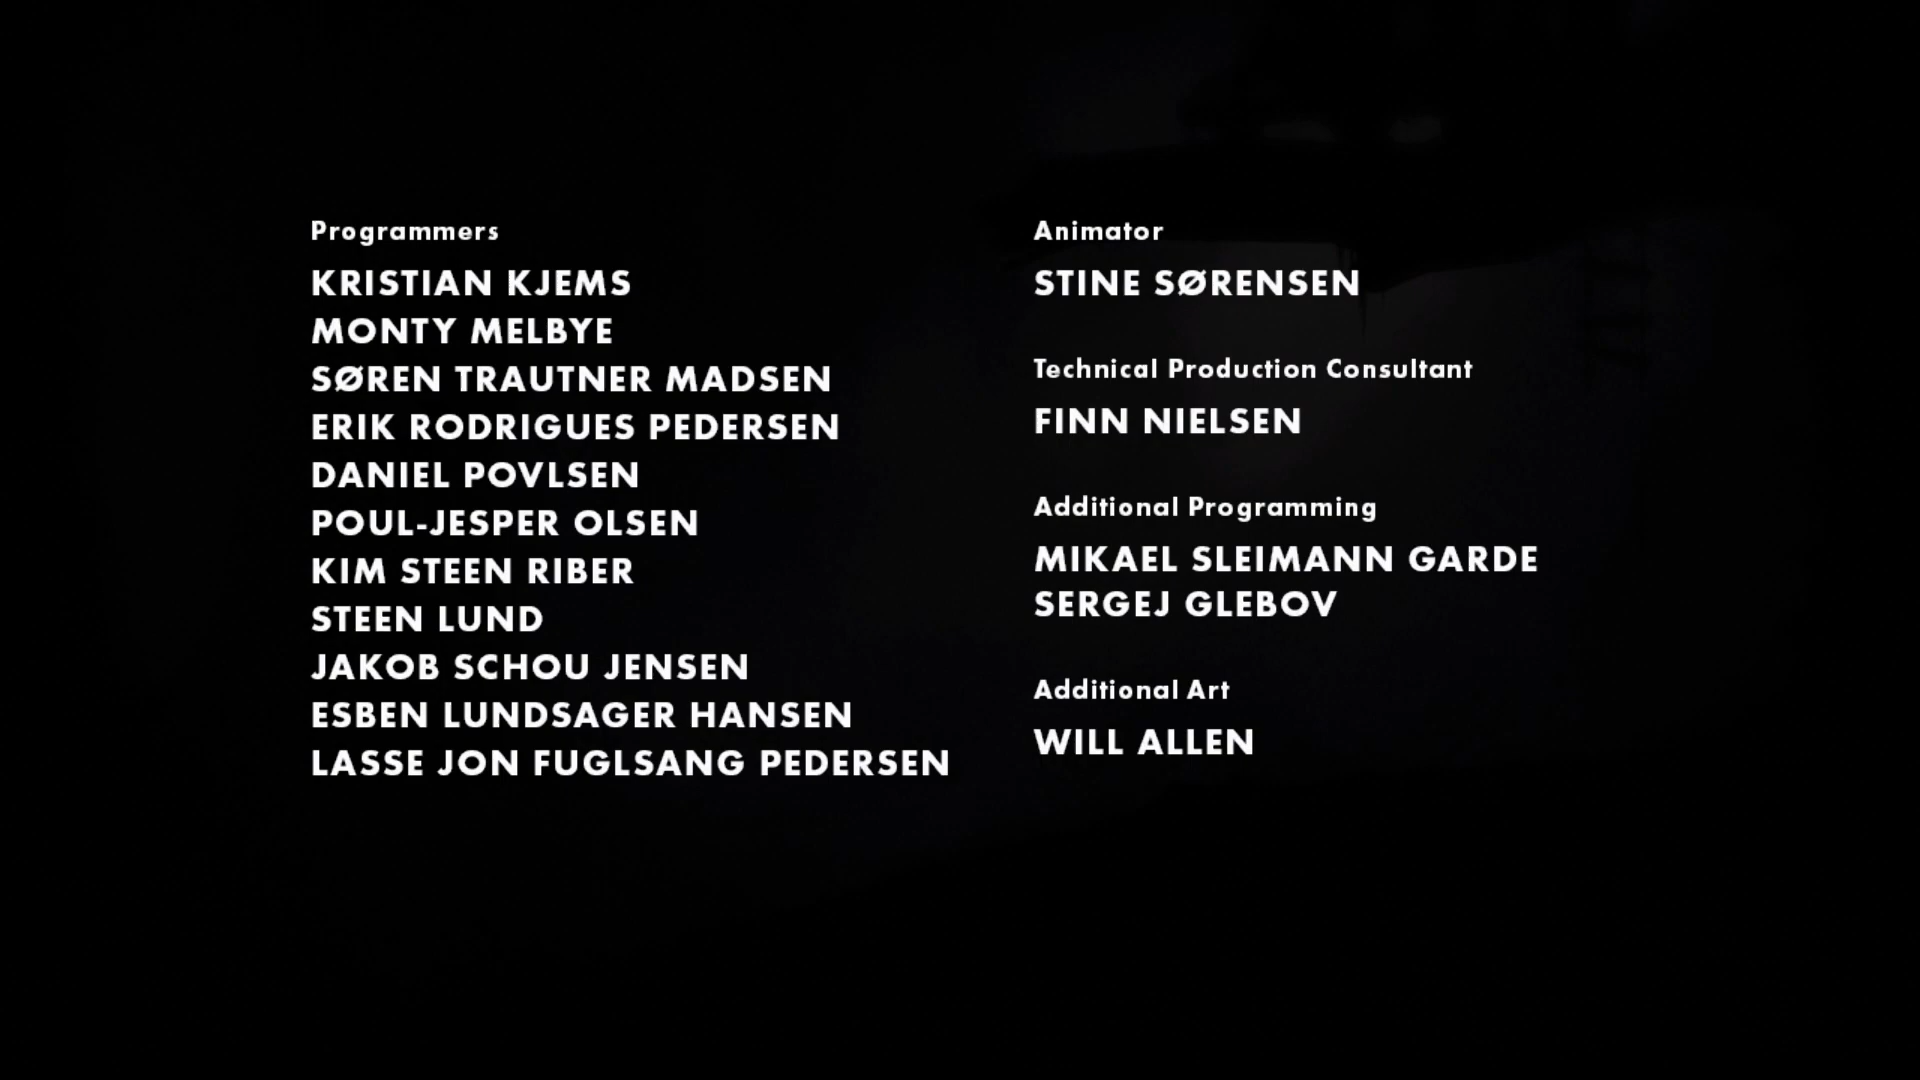 Programmers
KRISTIAN KJEMS
MONTY MELBYE
SØREN TRAUTNER MADSEN
ERIK RODRIGUES PEDERSEN
DANIEL POVLSEN
POUL-JESPER OLSEN
KIM STEEN RIBER
STEEN LUND
JAKOB SCHOU JENSEN
ESBEN LUNDSAGER HANSEN
LASSE JON FUGLSANG PEDERSEN
Animator
STINE SØRENSEN
Technical Production Consultant
FINN NIELSEN
Additional Programming
MIKAEL SLEIMANN GARDE
SERGEJ GLEBOV
Additional Art
WILL ALLEN